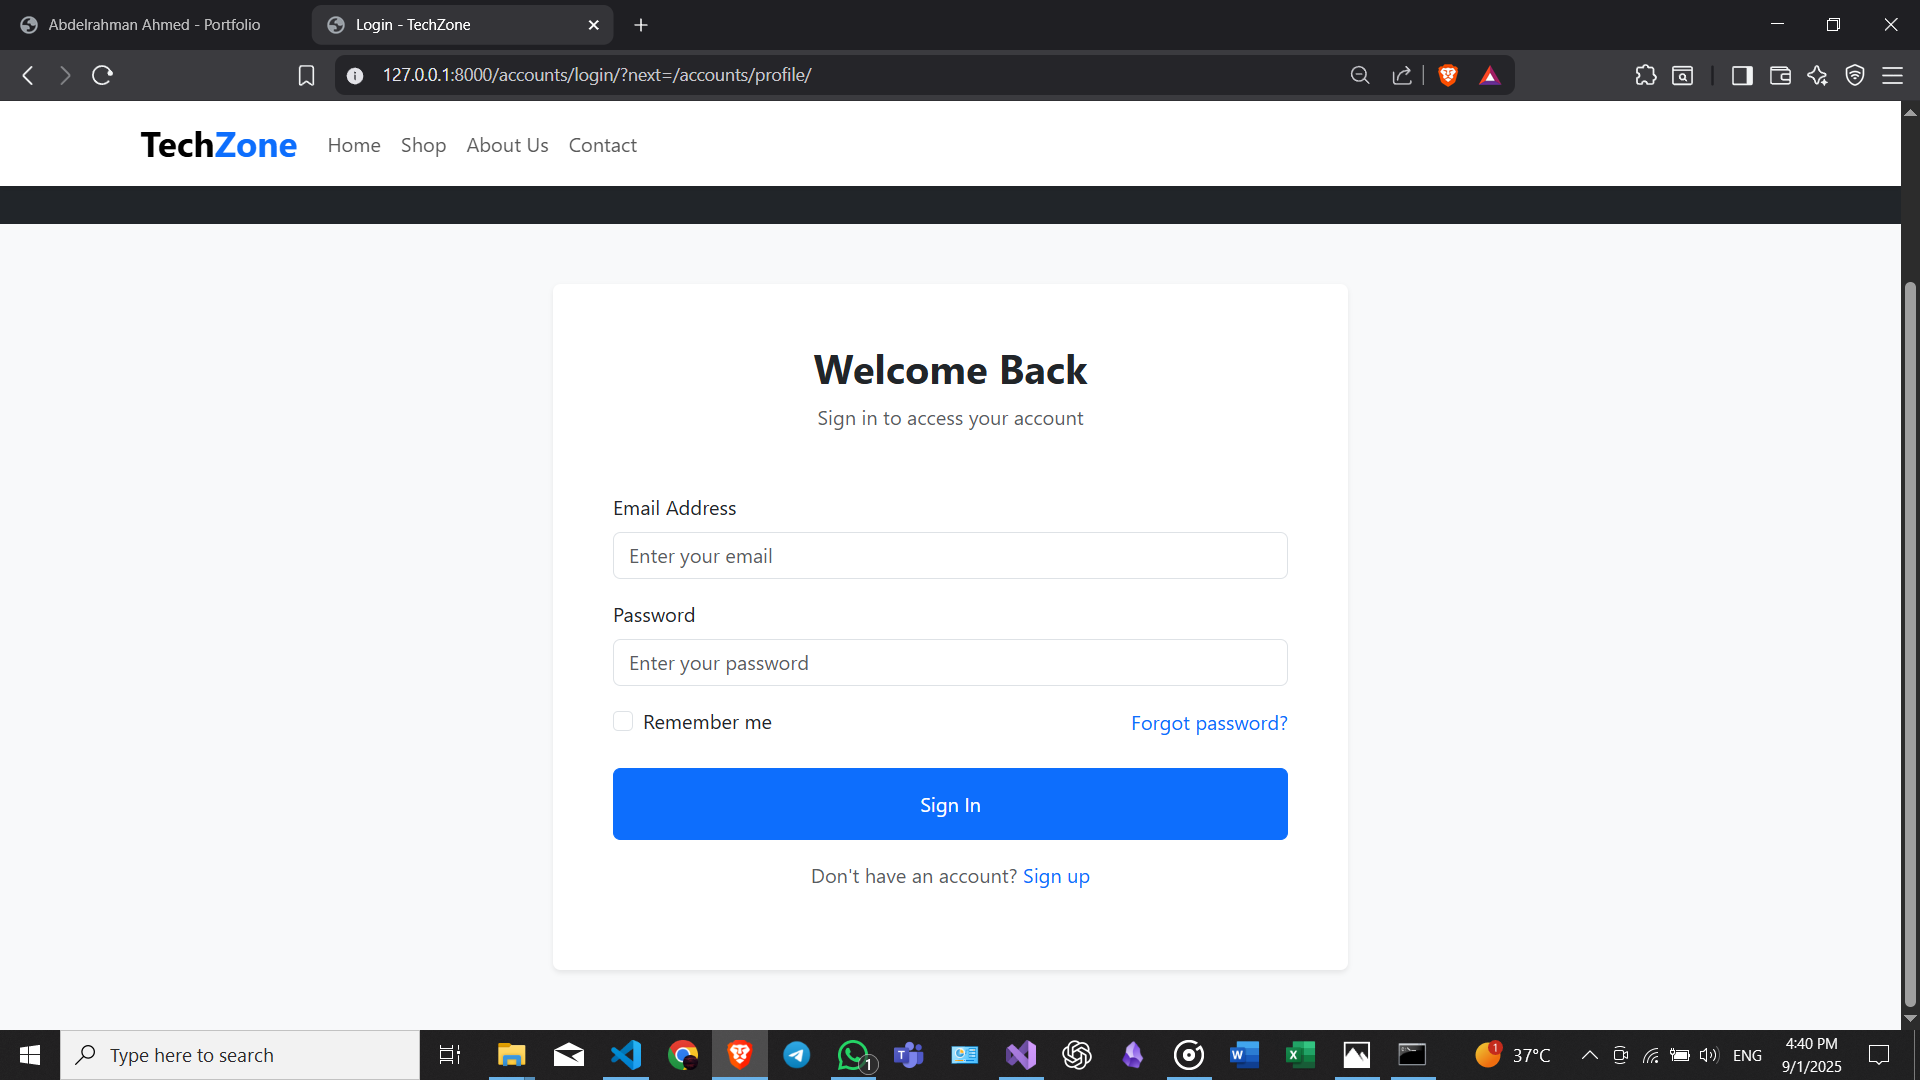 Abdelrahman Ahmed - Portfolio
Login - TechZone
127.0.0.1:8000/accounts/login/?next=/accounts/profile/
TechZone
Home
Shop
About Us
Contact
Welcome Back
Sign in to access your account
Email Address
Enter your email
Password
Enter your password
Remember me
Forgot password?
Sign In
Don't have an account? Sign up
Type here to search
1
1
37°C
ENG
4:40 PM
9/1/2025